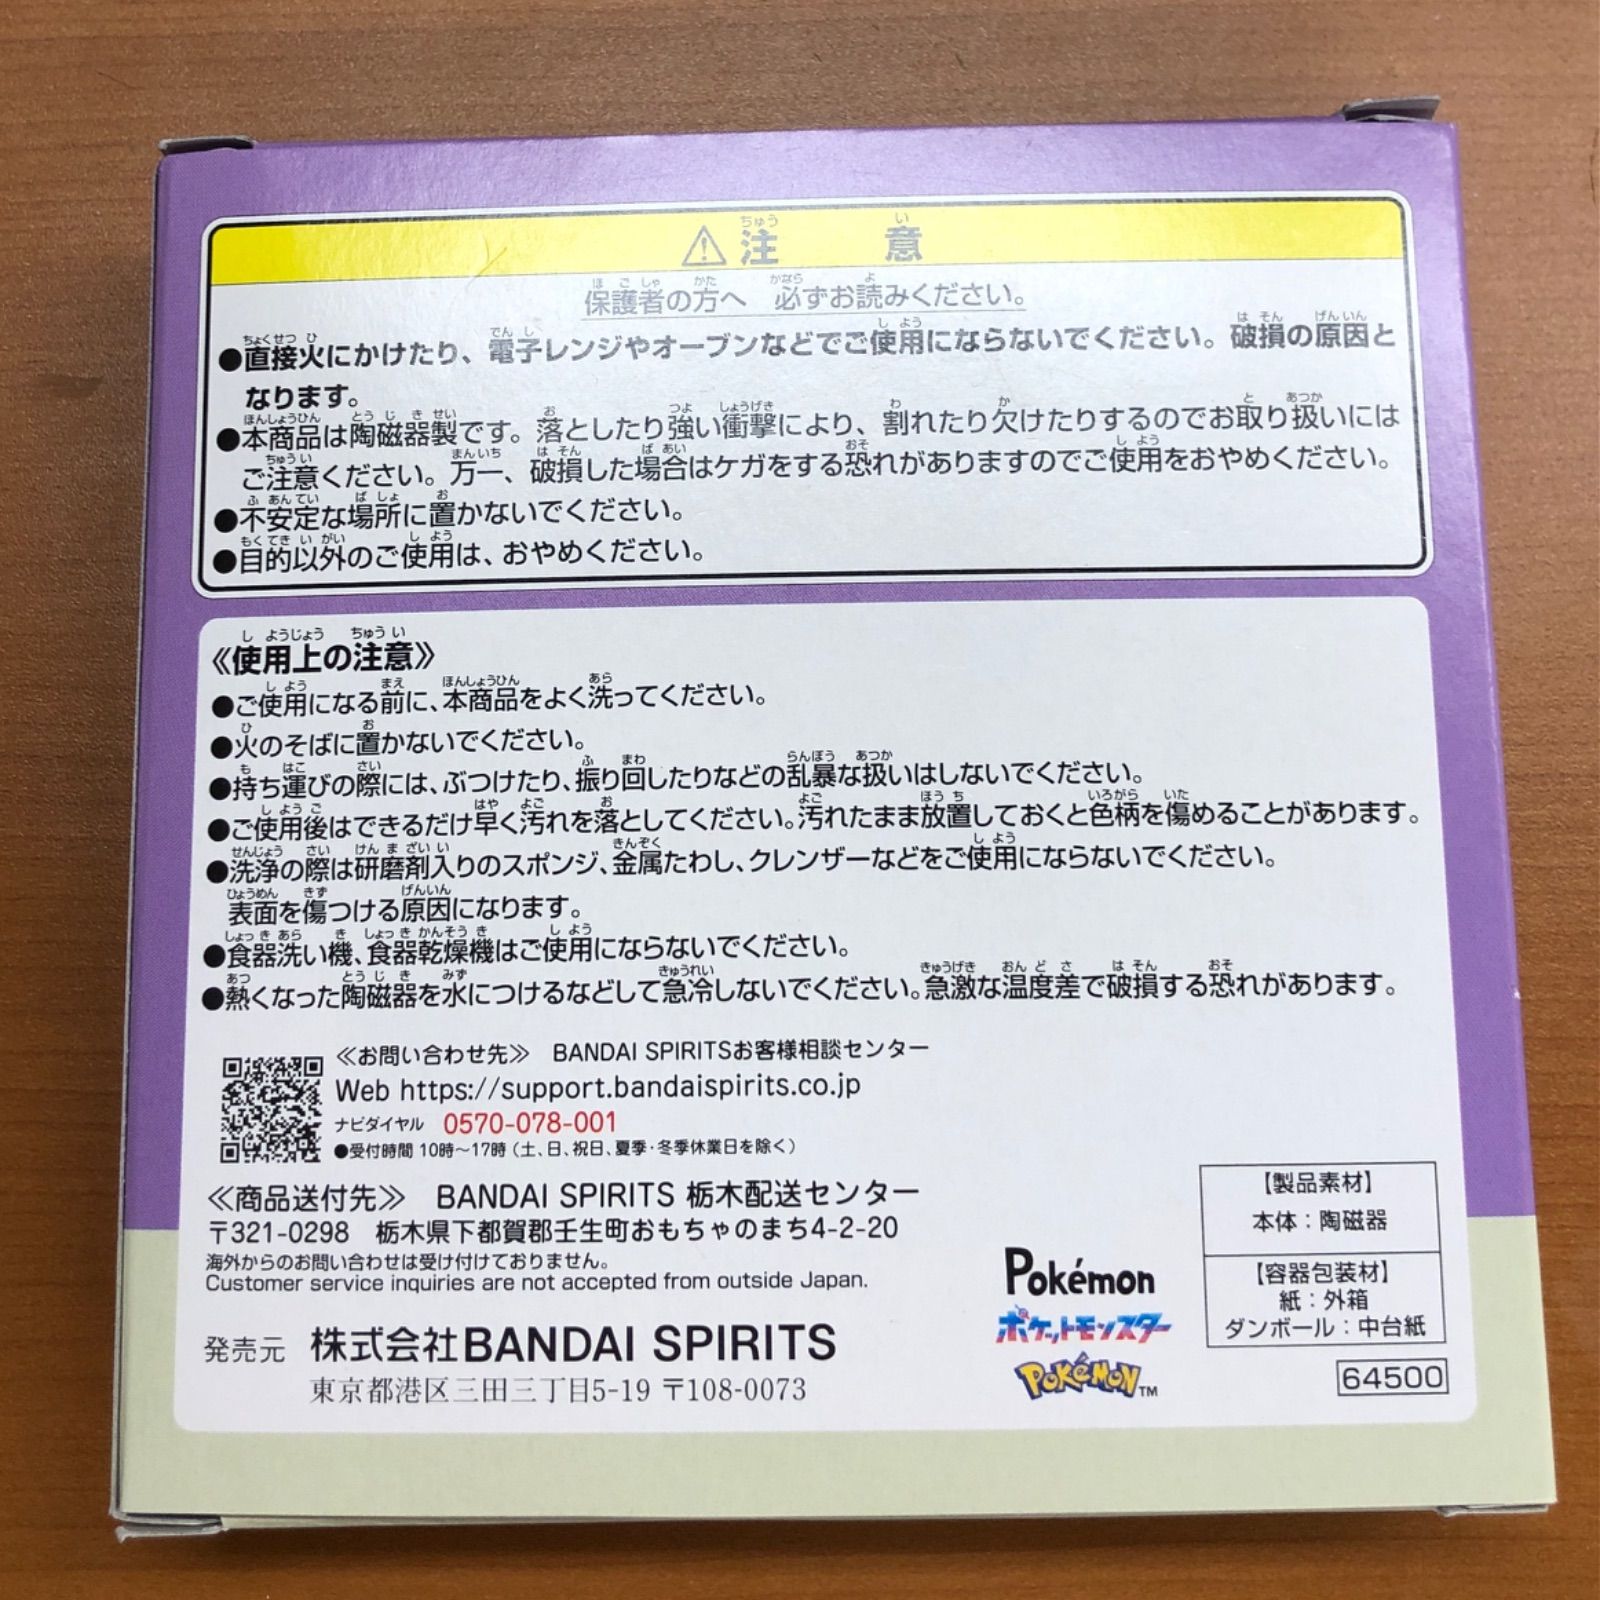 ⚠注意
保護者の方へ 必ずお読みください。
●直接火にかけたり、電子レンジやオーブンなどでご使用にならないでください。破損の原因と
なります。
●本商品は陶磁器製です。落としたり強い衝撃により、割れたり欠けたりするのでお取り扱いには
ご注意ください。万一、破損した場合はケガをする恐れがありますのでご使用をおやめください。
●不安定な場所に置かないでください。
●目的以外のご使用は、おやめください。
《使用上の注意》
●ご使用になる前に、本商品をよく洗ってください。
●火のそばに置かないでください。
●持ち運びの際には、ぶつけたり、振り回したりなどの乱暴な扱いはしないでください。
●ご使用後はできるだけ早く汚れを落としてください。汚れたまま放置しておくと色柄を傷めることがあります。
●洗浄の際は研磨剤入りのスポンジ、金属たわし、クレンザーなどをご使用にならないでください。
表面を傷つける原因になります。
●食器洗い機、食器乾燥機はご使用にならないでください。
●熱くなった陶磁器を水につけるなどして急冷しないでください。急激な温度差で破損する恐れがあります。
≪お問い合わせ先≫ BANDAI SPIRITSお客様相談センター
Web https://support.bandaispirits.co.jp
ナビダイヤル 0570-078-001
●受付時間 10時〜17時(土、日、祝日、夏季・冬季休業日を除く)
≪商品送付先≫ BANDAI SPIRITS 栃木配送センター
〒321-0298 栃木県下都賀郡壬生町おもちゃのまち4-2-20
海外からのお問い合わせは受け付けておりません。
Customer service inquiries are not accepted from outside Japan.
発売元 株式会社BANDAI SPIRITS
東京都港区三田三丁目5-19 〒108-0073
Pokémon
ポケットモンスター
POKéMON™
【製品素材】
本体：陶磁器
【容器包装材】
紙：外箱
ダンボール：中台紙
64500